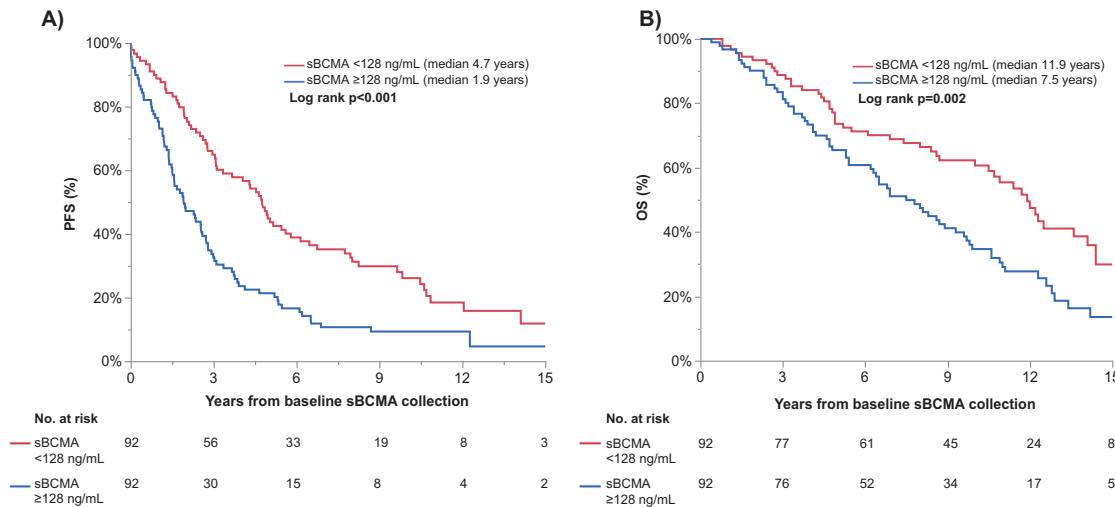 A)
100%
80%
60%
40%
20%
0%
PFS (%)
sBCMA <128 ng/mL (median 4.7 years)
sBCMA ≥128 ng/mL (median 1.9 years)
Log rank p<0.001
0 3 6 9 12 15
Years from baseline sBCMA collection
No. at risk
sBCMA
<128 ng/mL
92 56 33 19 8 3
sBCMA
≥128 ng/mL
92 30 15 8 4 2
B)
100%
80%
60%
40%
20%
0%
OS (%)
sBCMA <128 ng/mL (median 11.9 years)
sBCMA ≥128 ng/mL (median 7.5 years)
Log rank p=0.002
0 3 6 9 12 15
Years from baseline sBCMA collection
No. at risk
sBCMA
<128 ng/mL
92 77 61 45 24 8
sBCMA
≥128 ng/mL
92 76 52 34 17 5